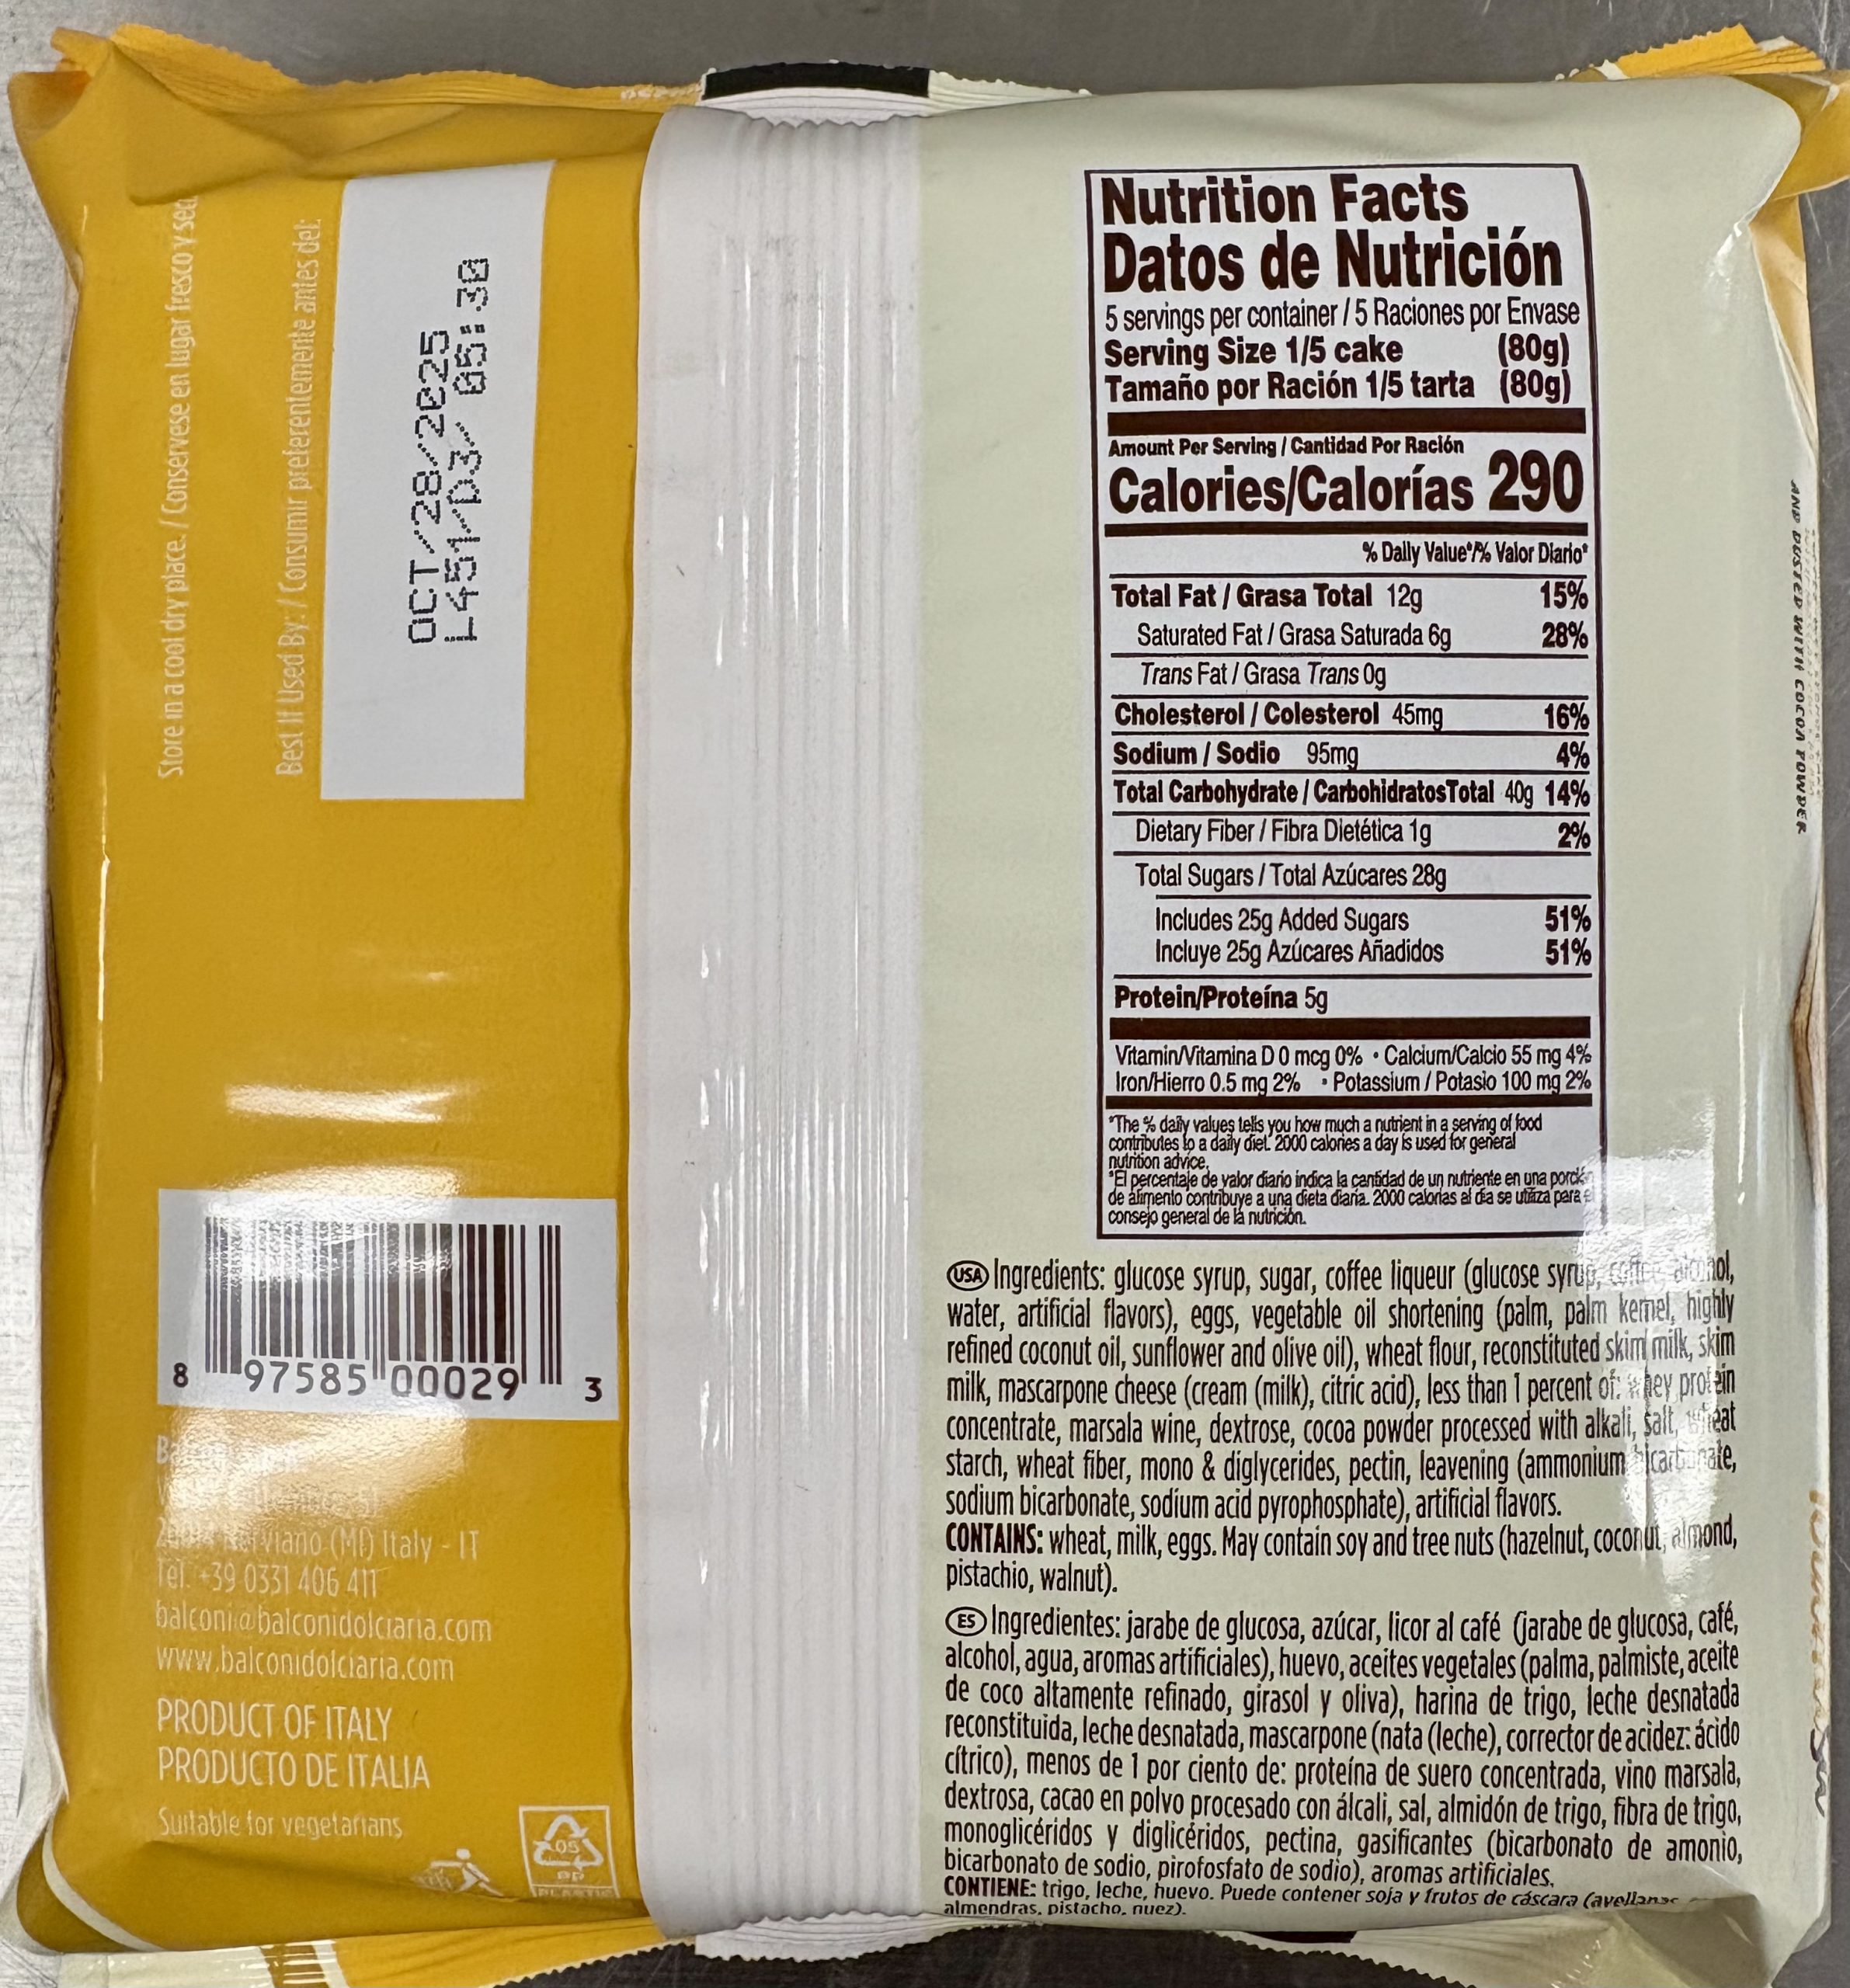 Store in a cool dry place. / Conservese en lugar fresco y
Best If Used By: / Consumir preferentemente antes del:
OCT/28/2025
L451/D3/ 05:30
8 97585 00029 3
(MI) Italy - IT
Tel. +39 0331 406 411
balconi@balconidolciaria.com
www.balconidolciaria.com
PRODUCT OF ITALY
PRODUCTO DE ITALIA
Suitable for vegetarians
05
PP
PLASTIC
Nutrition Facts
Datos de Nutrición
5 servings per container / 5 Raciones por Envase
Serving Size 1/5 cake (80g)
Tamaño por Ración 1/5 tarta (80g)
Amount Per Serving / Cantidad Por Ración
Calories/Calorías 290
% Daily Value*/% Valor Diario*
Total Fat / Grasa Total 12g 15%
Saturated Fat / Grasa Saturada 6g 28%
Trans Fat / Grasa Trans 0g
Cholesterol / Colesterol 45mg 16%
Sodium / Sodio 95mg 4%
Total Carbohydrate / CarbohidratosTotal 40g 14%
Dietary Fiber / Fibra Dietética 1g 2%
Total Sugars / Total Azúcares 28g
Includes 25g Added Sugars 51%
Incluye 25g Azúcares Añadidos 51%
Protein/Proteína 5g
Vitamin/Vitamina D 0 mcg 0% • Calcium/Calcio 55 mg 4%
Iron/Hierro 0.5 mg 2% • Potassium / Potasio 100 mg 2%
*The % daily values tells you how much a nutrient in a serving of food
contributes to a daily diet. 2000 calories a day is used for general
nutrition advice.
*El percentaje de valor diario indica la cantidad de un nutriente en una
de alimento contribuye a una dieta diaria. 2000 calorias al dia se utiliza para
consejo general de la nutrición.
USA Ingredients: glucose syrup, sugar, coffee liqueur (glucose syrup, coffee, alcohol,
water, artificial flavors), eggs, vegetable oil shortening (palm, palm kernel, highly
refined coconut oil, sunflower and olive oil), wheat flour, reconstituted skim milk, skim
milk, mascarpone cheese (cream (milk), citric acid), less than 1 percent of: whey protein
concentrate, marsala wine, dextrose, cocoa powder processed with alkali, salt, wheat
starch, wheat fiber, mono & diglycerides, pectin, leavening (ammonium bicarbonate,
sodium bicarbonate, sodium acid pyrophosphate), artificial flavors.
CONTAINS: wheat, milk, eggs. May contain soy and tree nuts (hazelnut, coconut, almond,
pistachio, walnut).
ES Ingredientes: jarabe de glucosa, azúcar, licor al café (jarabe de glucosa, café,
alcohol, agua, aromas artificiales), huevo, aceites vegetales (palma, palmiste, aceite
de coco altamente refinado, girasol y oliva), harina de trigo, leche desnatada
reconstituida, leche desnatada, mascarpone (nata (leche), corrector de acidez: ácido
cítrico), menos de 1 por ciento de: proteína de suero concentrada, vino marsala,
dextrosa, cacao en polvo procesado con álcali, sal, almidón de trigo, fibra de trigo,
monoglicéridos y diglicéridos, pectina, gasificantes (bicarbonato de amonio,
bicarbonato de sodio, pirofosfato de sodio), aromas artificiales.
CONTIENE: trigo, leche, huevo. Puede contener soja y frutos de cáscara (avellanas
almendras, pistacho, nuez).
AND DUSTED WITH COCOA POWDER